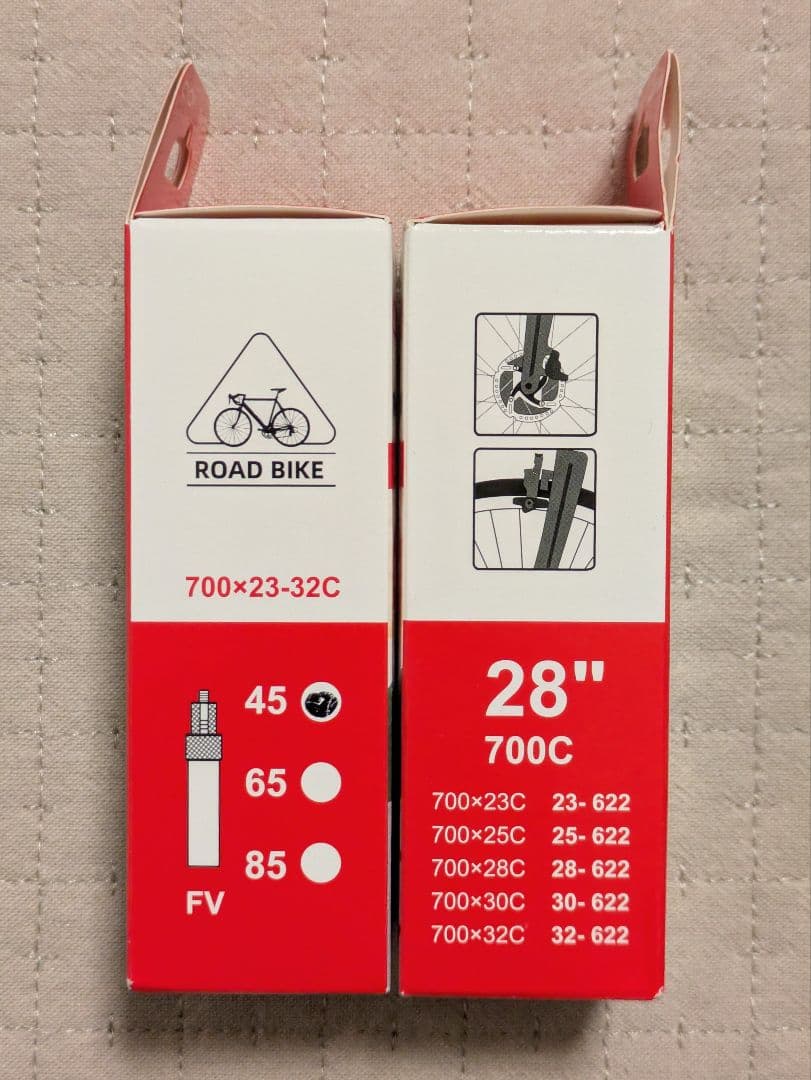 ROAD BIKE
700×23-32C
45
65
85
FV
28"
700C
700×23C 23- 622
700×25C 25- 622
700×28C 28- 622
700×30C 30- 622
700×32C 32- 622